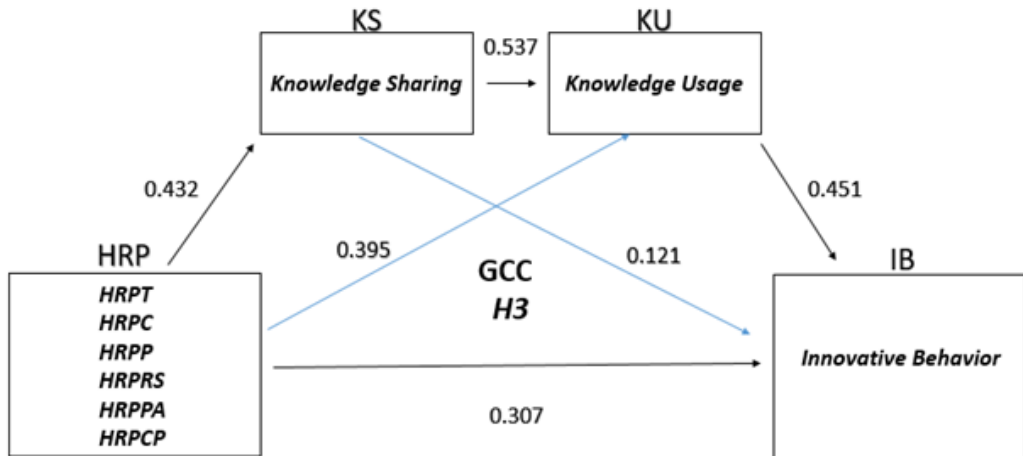 KS
KU
0.537
Knowledge Sharing
Knowledge Usage
0.432
0.451
HRP
0.395
GCC
0.121
IB
H3
HRPT
HRPC
HRPP
HRPRS
HRPPA
HRPCP
Innovative Behavior
0.307